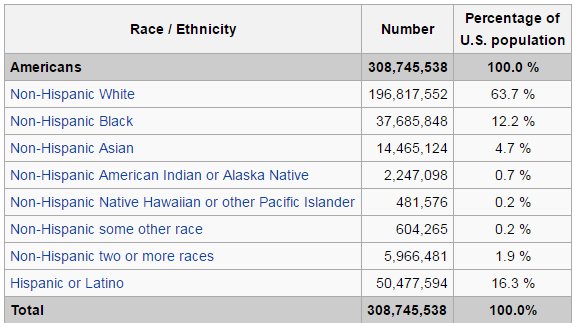 Race / Ethnicity Number Percentage of U.S. population
Americans 308,745,538 100.0 %
Non-Hispanic White 196,817,552 63.7 %
Non-Hispanic Black 37,685,848 12.2 %
Non-Hispanic Asian 14,465,124 4.7 %
Non-Hispanic American Indian or Alaska Native 2,247,098 0.7 %
Non-Hispanic Native Hawaiian or other Pacific Islander 481,576 0.2 %
Non-Hispanic some other race 604,265 0.2 %
Non-Hispanic two or more races 5,966,481 1.9 %
Hispanic or Latino 50,477,594 16.3 %
Total 308,745,538 100.0%